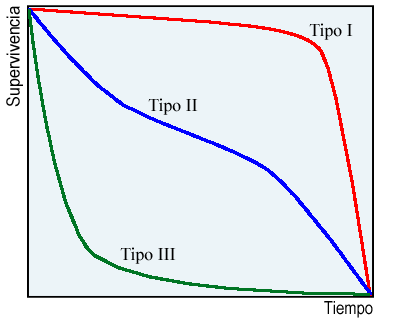 Supervivencia
Tipo I
Tipo II
Tipo III
Tiempo